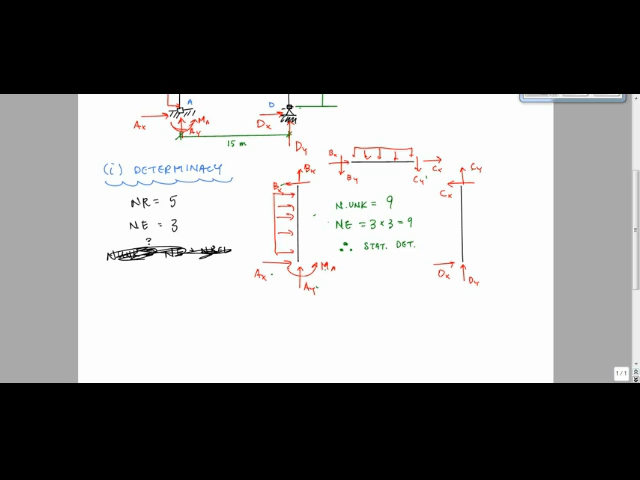 A
D
Ax
MA
Ay
Dx
Dy
15 m
(i) DETERMINACY
NR = 5
NE = 3
?
Bx
Bx
By
Cx
Cy
Bx
N.UNK = 9
NE = 3 × 3 = 9
∴ STAT. DET.
Cy
Cx
Ax
MA
Ay
Dx
Dy
1/1